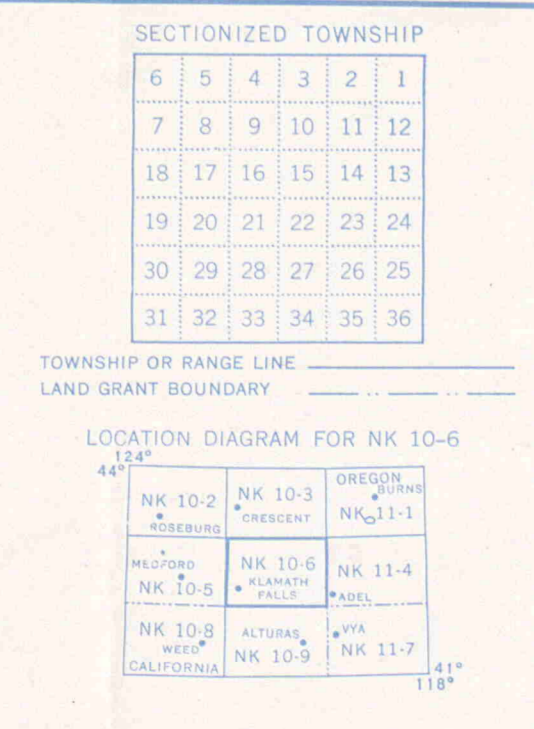 SECTIONIZED TOWNSHIP
6 5 4 3 2 1
7 8 9 10 11 12
18 17 16 15 14 13
19 20 21 22 23 24
30 29 28 27 26 25
31 32 33 34 35 36
TOWNSHIP OR RANGE LINE
LAND GRANT BOUNDARY
LOCATION DIAGRAM FOR NK 10-6
124°
44°
NK 10-2
ROSEBURG
NK 10-3
CRESCENT
OREGON
BURNS
NK 11-1
MEDFORD
NK 10-5
NK 10-6
KLAMATH
FALLS
NK 11-4
ADEL
NK 10-8
WEED
CALIFORNIA
ALTURAS
NK 10-9
VYA
NK 11-7
41°
118°